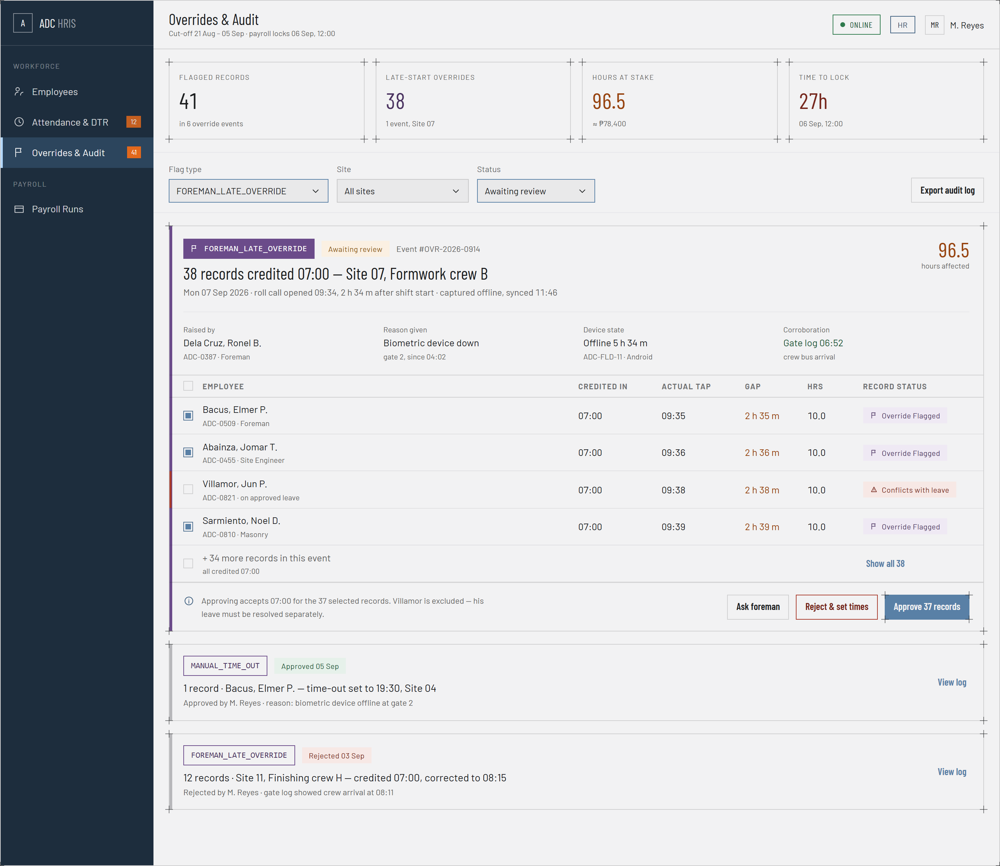 A
ADC HRIS
WORKFORCE
Employees
Attendance & DTR 12
Overrides & Audit 41
PAYROLL
Payroll Runs
Overrides & Audit
Cut-off 21 Aug – 05 Sep · payroll locks 06 Sep, 12:00
ONLINE
HR
MR M. Reyes
FLAGGED RECORDS
41
in 6 override events
LATE-START OVERRIDES
38
1 event, Site 07
HOURS AT STAKE
96.5
≈ ₱78,400
TIME TO LOCK
27h
06 Sep, 12:00
Flag type
FOREMAN_LATE_OVERRIDE
Site
All sites
Status
Awaiting review
Export audit log
FOREMAN_LATE_OVERRIDE Awaiting review Event #OVR-2026-0914
38 records credited 07:00 — Site 07, Formwork crew B
Mon 07 Sep 2026 · roll call opened 09:34, 2 h 34 m after shift start · captured offline, synced 11:46
96.5
hours affected
Raised by
Dela Cruz, Ronel B.
ADC-0387 · Foreman
Reason given
Biometric device down
gate 2, since 04:02
Device state
Offline 5 h 34 m
ADC-FLD-11 · Android
Corroboration
Gate log 06:52
crew bus arrival
EMPLOYEE CREDITED IN ACTUAL TAP GAP HRS RECORD STATUS
Bacus, Elmer P.
ADC-0509 · Foreman
07:00 09:35 2 h 35 m 10.0 Override Flagged
Abainza, Jomar T.
ADC-0455 · Site Engineer
07:00 09:36 2 h 36 m 10.0 Override Flagged
Villamor, Jun P.
ADC-0821 · on approved leave
07:00 09:38 2 h 38 m 10.0 Conflicts with leave
Sarmiento, Noel D.
ADC-0810 · Masonry
07:00 09:39 2 h 39 m 10.0 Override Flagged
+ 34 more records in this event
all credited 07:00
Show all 38
Approving accepts 07:00 for the 37 selected records. Villamor is excluded — his
leave must be resolved separately.
Ask foreman
Reject & set times
Approve 37 records
MANUAL_TIME_OUT Approved 05 Sep
1 record · Bacus, Elmer P. — time-out set to 19:30, Site 04
Approved by M. Reyes · reason: biometric device offline at gate 2
View log
FOREMAN_LATE_OVERRIDE Rejected 03 Sep
12 records · Site 11, Finishing crew H — credited 07:00, corrected to 08:15
Rejected by M. Reyes · gate log showed crew arrival at 08:11
View log